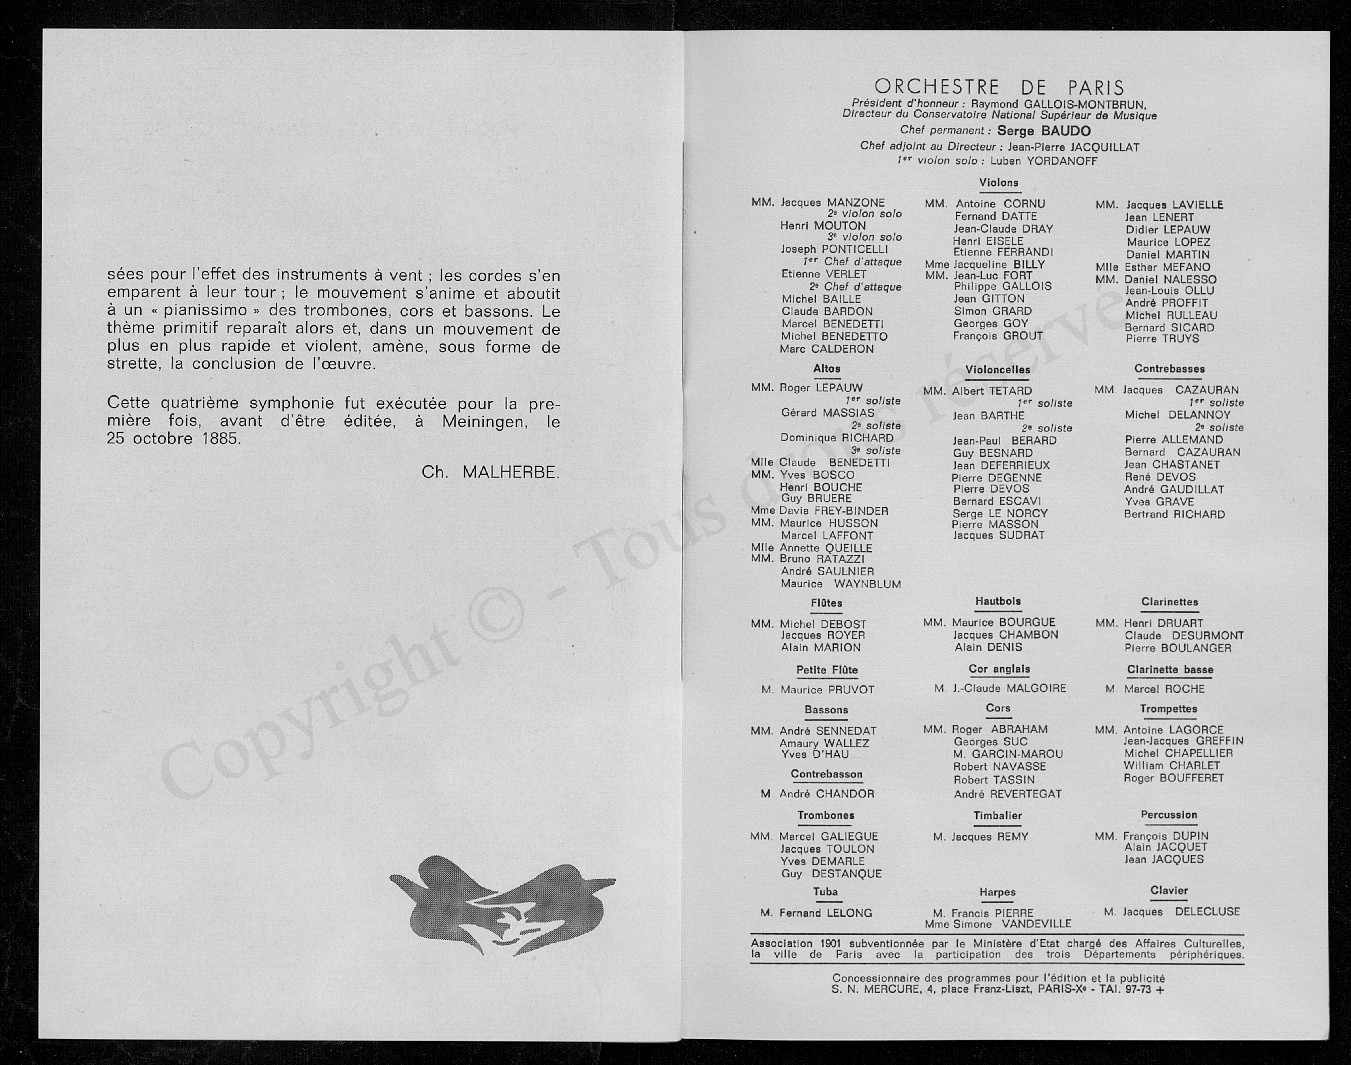 sées pour l'effet des instruments à vent ; les cordes s'en
emparent à leur tour ; le mouvement s'anime et aboutit
à un « pianissimo » des trombones, cors et bassons. Le
thème primitif reparaît alors et, dans un mouvement de
plus en plus rapide et violent, amène, sous forme de
strette, la conclusion de l'œuvre.
Cette quatrième symphonie fut exécutée pour la pre-
mière fois, avant d'être éditée, à Meiningen, le
25 octobre 1885.
Ch. MALHERBE.
ORCHESTRE DE PARIS
Président d'honneur : Raymond GALLOIS-MONTBRUN,
Directeur du Conservatoire National Supérieur de Musique
Chef permanent : Serge BAUDO
Chef adjoint au Directeur : Jean-Pierre JACQUILLAT
1er violon solo : Luben YORDANOFF
Violons
MM. Jacques MANZONE
2e violon solo
Henri MOUTON
3e violon solo
Joseph PONTICELLI
1er Chef d'attaque
Etienne VERLET
2e Chef d'attaque
Michel BAILLE
Claude BARDON
Marcel BENEDETTI
Michel BENEDETTO
Marc CALDERON
MM. Antoine CORNU
Fernand DATTE
Jean-Claude DRAY
Henri EISELE
Etienne FERRANDI
Mme Jacqueline BILLY
MM. Jean-Luc FORT
Philippe GALLOIS
Jean GITTON
Simon GRARD
Georges GOY
François GROUT
MM. Jacques LAVIELLE
Jean LENERT
Didier LEPAUW
Maurice LOPEZ
Daniel MARTIN
Mlle Esther MEFANO
MM. Daniel NALESSO
Jean-Louis OLLU
André PROFFIT
Michel RULLEAU
Bernard SICARD
Pierre TRUYS
Altos
MM. Roger LEPAUW
1er soliste
Gérard MASSIAS
2e soliste
Dominique RICHARD
3e soliste
Mlle Claude BENEDETTI
MM. Yves BOSCO
Henri BOUCHE
Guy BRUERE
Mme Davia FREY-BINDER
MM. Maurice HUSSON
Marcel LAFFONT
Mlle Annette QUEILLE
MM. Bruno RATAZZI
André SAULNIER
Maurice WAYNBLUM
Violoncelles
MM. Albert TETARD
1er soliste
Jean BARTHE
2e soliste
Jean-Paul BERARD
Guy BESNARD
Jean DEFERRIEUX
Pierre DEGENNE
Pierre DEVOS
Bernard ESCAVI
Serge LE NORCY
Pierre MASSON
Jacques SUDRAT
Contrebasses
MM Jacques CAZAURAN
1er soliste
Michel DELANNOY
2e soliste
Pierre ALLEMAND
Bernard CAZAURAN
Jean CHASTANET
René DEVOS
André GAUDILLAT
Yves GRAVE
Bertrand RICHARD
Flûtes
MM. Michel DEBOST
Jacques ROYER
Alain MARION
Hautbois
MM. Maurice BOURGUE
Jacques CHAMBON
Alain DENIS
Clarinettes
MM. Henri DRUART
Claude DESURMONT
Pierre BOULANGER
Petite Flûte
M. Maurice PRUVOT
Cor anglais
M J.-Claude MALGOIRE
Clarinette basse
M Marcel ROCHE
Bassons
MM. André SENNEDAT
Amaury WALLEZ
Yves D'HAU
Contrebasson
M André CHANDOR
Cors
MM. Roger ABRAHAM
Georges SUC
M. GARCIN-MAROU
Robert NAVASSE
Robert TASSIN
André REVERTEGAT
Trompettes
MM. Antoine LAGORCE
Jean-Jacques GREFFIN
Michel CHAPELLIER
William CHARLET
Roger BOUFFERET
Trombones
MM. Marcel GALIEGUE
Jacques TOULON
Yves DEMARLE
Guy DESTANQUE
Timbalier
M. Jacques REMY
Percussion
MM. François DUPIN
Alain JACQUET
Jean JACQUES
Tuba
M. Fernand LELONG
Harpes
M. Francis PIERRE
Mme Simone VANDEVILLE
Clavier
M. Jacques DELECLUSE
Association 1901 subventionnée par le Ministère d'Etat chargé des Affaires Culturelles,
la ville de Paris avec la participation des trois Départements périphériques.
Concessionnaire des programmes pour l'édition et la publicité
S. N. MERCURE, 4, place Franz-Liszt, PARIS-Xe - TAI. 97-73 +
Copyright © - Tous droits réservés